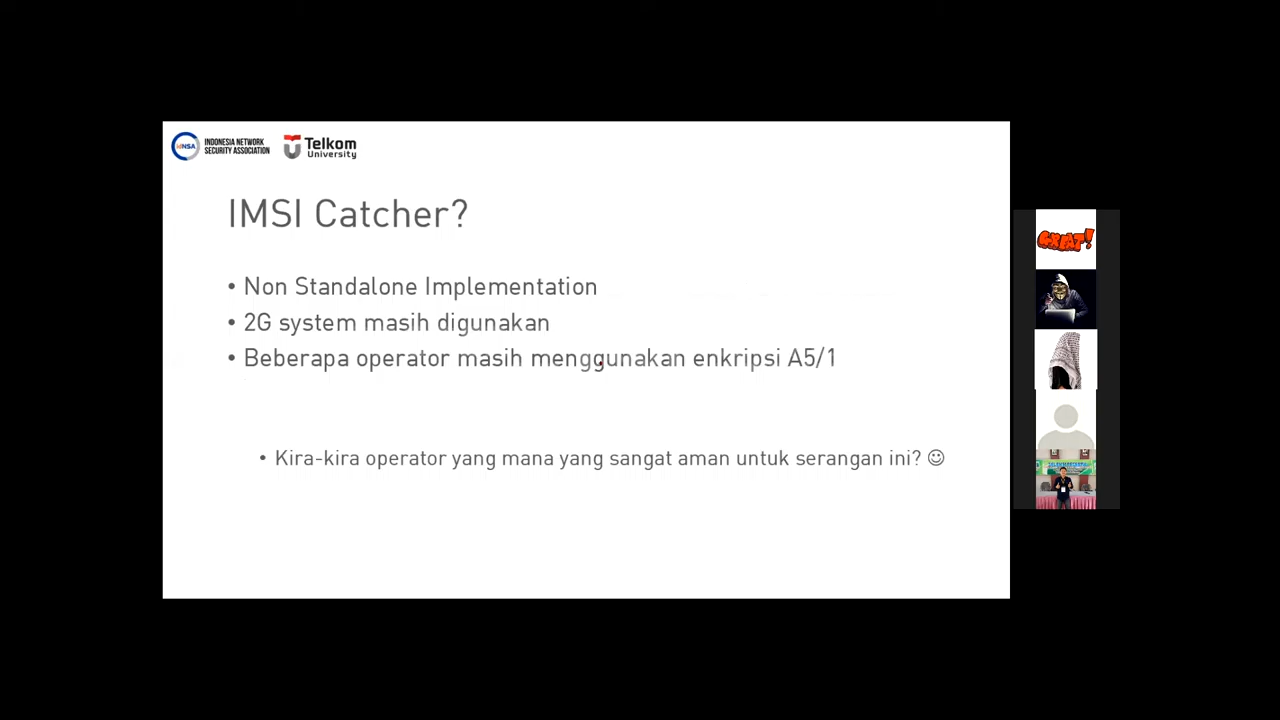 INDONESIA NETWORK
SECURITY ASSOCIATION
Telkom
University
IMSI Catcher?
• Non Standalone Implementation
• 2G system masih digunakan
• Beberapa operator masih menggunakan enkripsi A5/1
• Kira-kira operator yang mana yang sangat aman untuk serangan ini? ☺
GREAT!